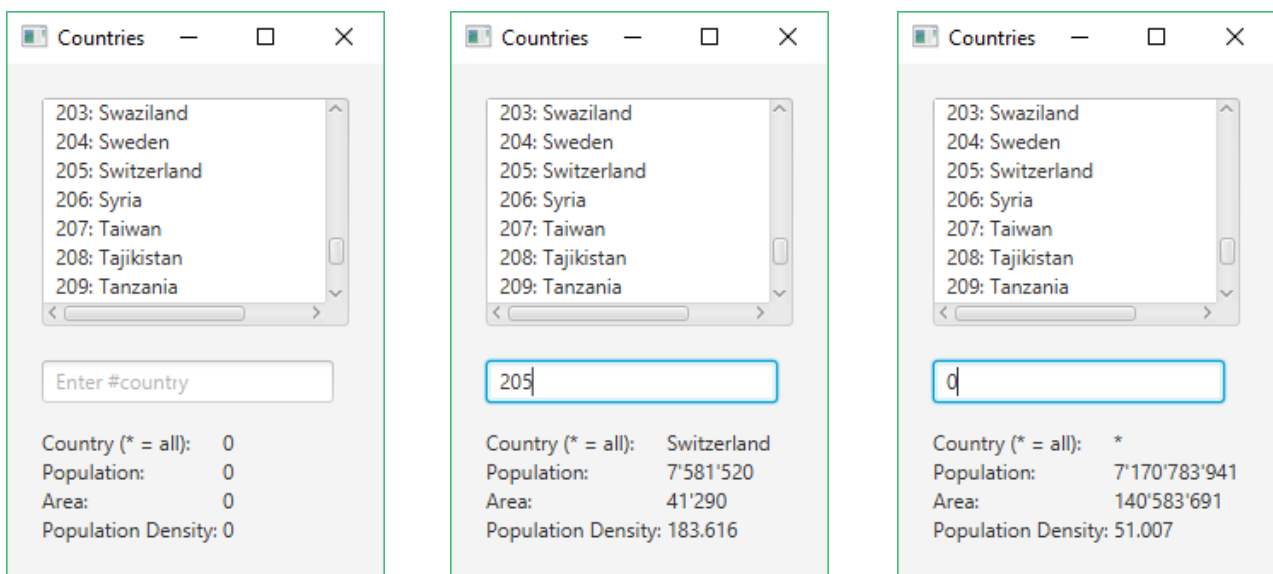 Countries
203: Swaziland
204: Sweden
205: Switzerland
206: Syria
207: Taiwan
208: Tajikistan
209: Tanzania
Enter #country
Country (* = all): 0
Population: 0
Area: 0
Population Density: 0
Countries
203: Swaziland
204: Sweden
205: Switzerland
206: Syria
207: Taiwan
208: Tajikistan
209: Tanzania
205
Country (* = all): Switzerland
Population: 7'581'520
Area: 41'290
Population Density: 183.616
Countries
203: Swaziland
204: Sweden
205: Switzerland
206: Syria
207: Taiwan
208: Tajikistan
209: Tanzania
0
Country (* = all): *
Population: 7'170'783'941
Area: 140'583'691
Population Density: 51.007